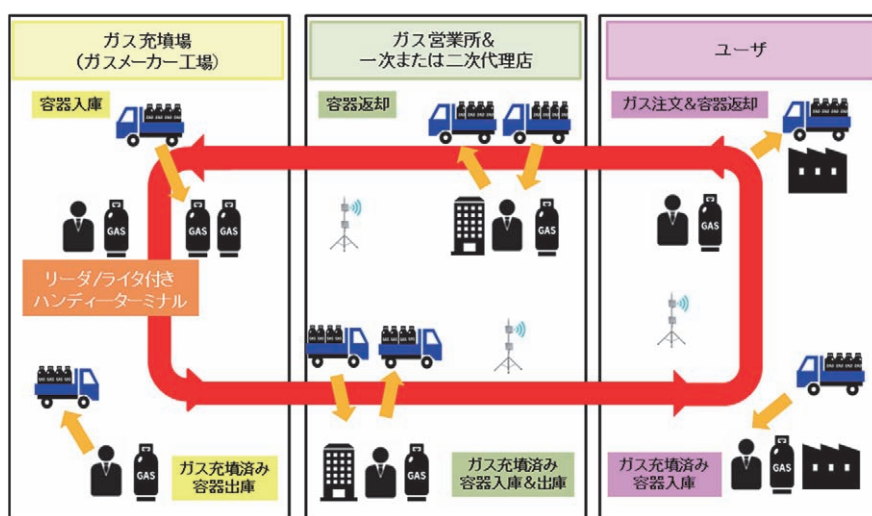 ガス充填場
(ガスメーカー工場)
容器入庫
GAS
GAS
GAS
リーダ/ライタ付き
ハンディーターミナル
GAS
ガス充填済み
容器出庫
ガス営業所&
一次または二次代理店
容器返却
GAS
GAS
ガス充填済み
容器入庫&出庫
ユーザ
ガス注文&容器返却
GAS
GAS
ガス充填済み
容器入庫